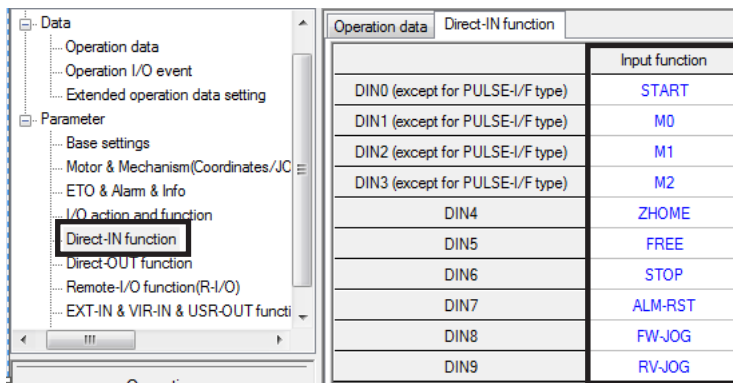 Data
Operation data
Operation I/O event
Extended operation data setting
Parameter
Base settings
Motor & Mechanism(Coordinates/JC
ETO & Alarm & Info
I/O action and function
Direct-IN function
Direct-OUT function
Remote-I/O function(R-I/O)
EXT-IN & VIR-IN & USR-OUT functi
Operation data Direct-IN function
Input function
DIN0 (except for PULSE-I/F type) START
DIN1 (except for PULSE-I/F type) M0
DIN2 (except for PULSE-I/F type) M1
DIN3 (except for PULSE-I/F type) M2
DIN4 ZHOME
DIN5 FREE
DIN6 STOP
DIN7 ALM-RST
DIN8 FW-JOG
DIN9 RV-JOG